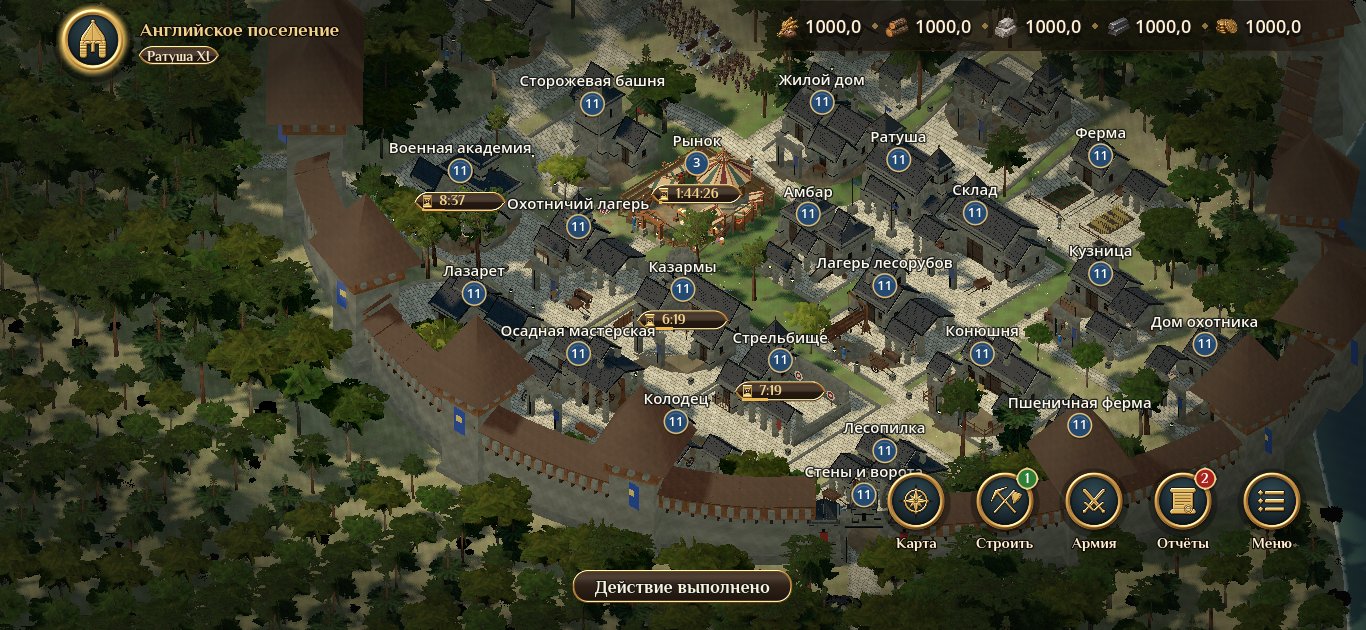 Английское поселение
Ратуша XI
1000,0
1000,0
1000,0
1000,0
1000,0
Сторожевая башня
11
Жилой дом
11
Рынок
3
1:44:26
Ратуша
11
Ферма
11
Военная академия
11
8:37
Охотничий лагерь
11
Амбар
11
Склад
11
Лазарет
11
Казармы
11
6:19
Лагерь лесорубов
11
Кузница
11
Осадная мастерская
11
Стрельбище
11
7:19
Конюшня
11
Дом охотника
11
Колодец
11
Пшеничная ферма
11
Лесопилка
11
Стены и ворота
11
Карта
1
Строить
Армия
2
Отчёты
Меню
Действие выполнено